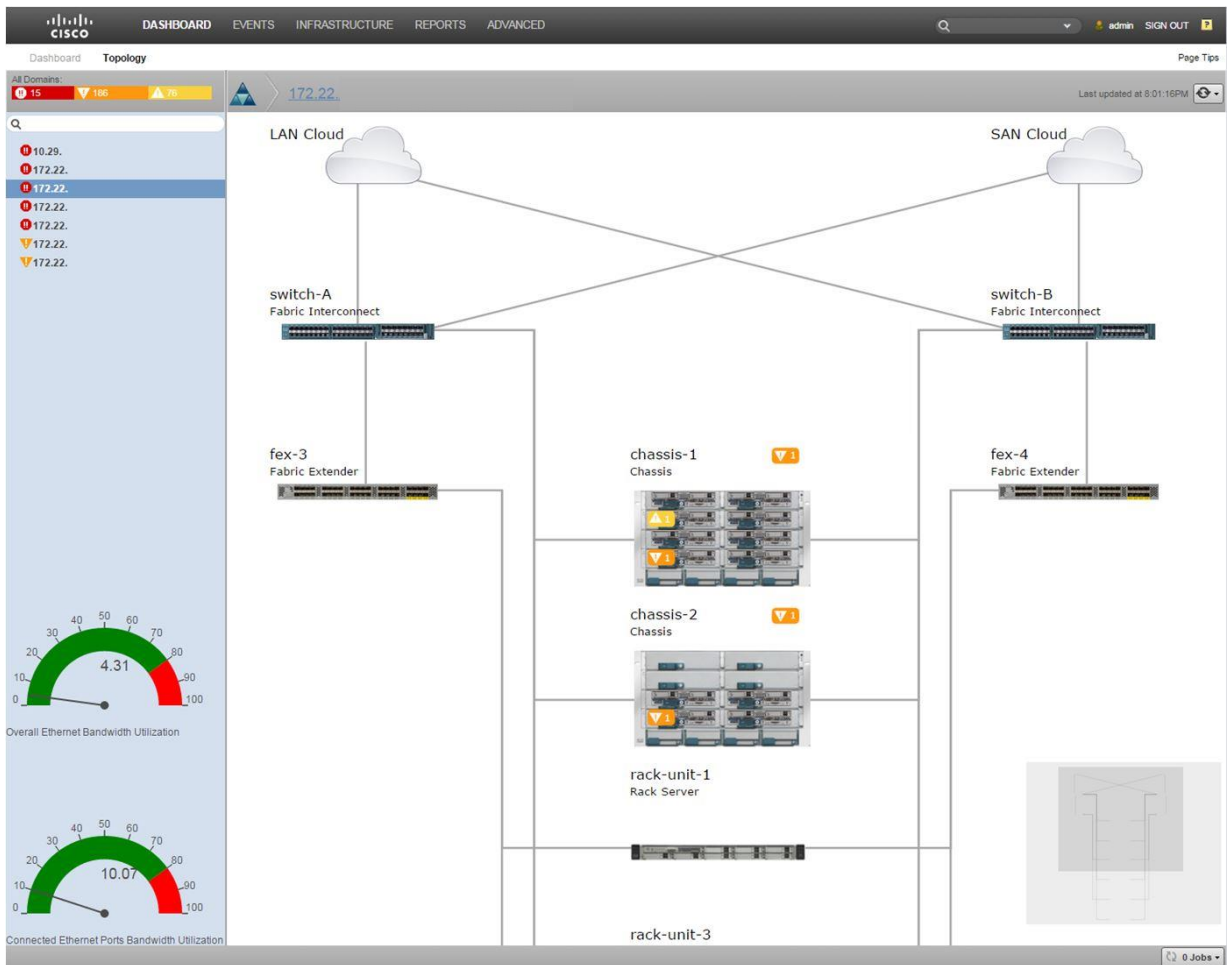 CISCO DASHBOARD EVENTS INFRASTRUCTURE REPORTS ADVANCED admin SIGN OUT ?
Dashboard Topology Page Tips
All Domains:
15 186 76
172.22.
Last updated at 8:01:16PM
10.29.
172.22.
172.22.
172.22.
172.22.
172.22.
172.22.
0 10 20 30 40 50 60 70 80 90 100
4.31
Overall Ethernet Bandwidth Utilization
0 10 20 30 40 50 60 70 80 90 100
10.07
Connected Ethernet Ports Bandwidth Utilization
LAN Cloud
SAN Cloud
switch-A
Fabric Interconnect
switch-B
Fabric Interconnect
fex-3
Fabric Extender
chassis-1
Chassis
1
1
1
fex-4
Fabric Extender
chassis-2
Chassis
1
1
rack-unit-1
Rack Server
rack-unit-3
0 Jobs